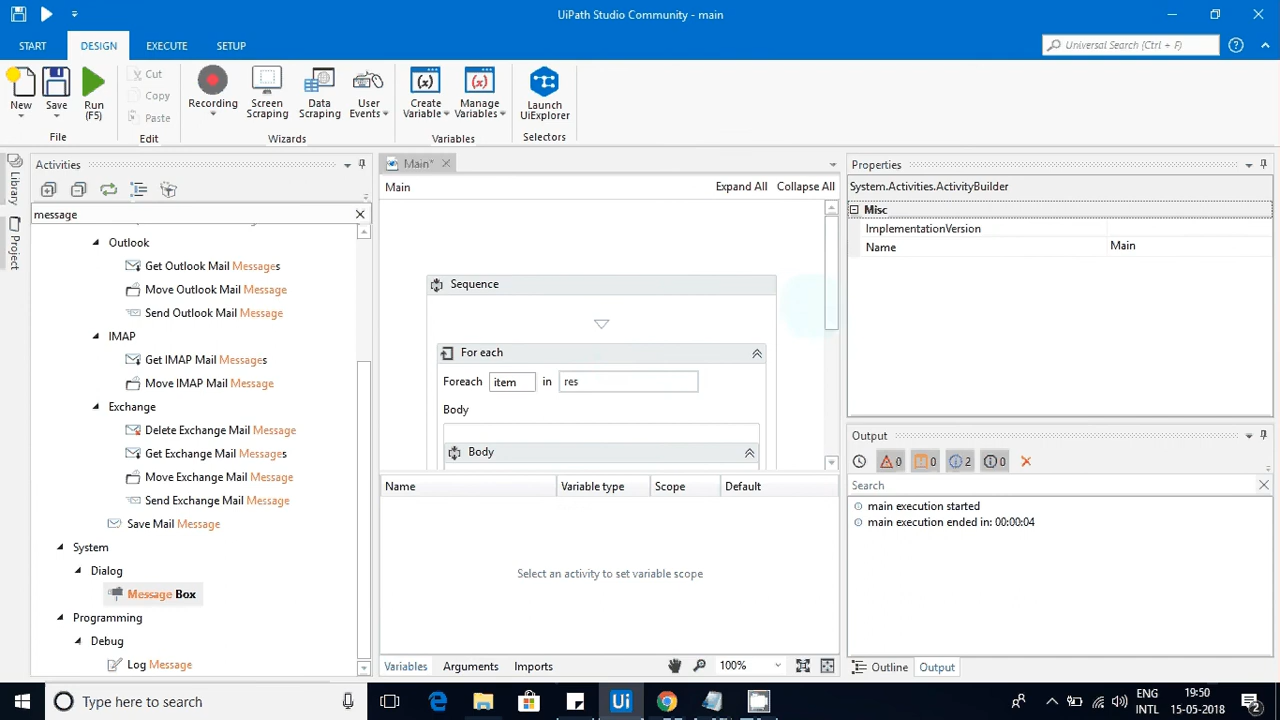 UiPath Studio Community - main
START
DESIGN
EXECUTE
SETUP
Universal Search (Ctrl + F)
New
Save
Run
(F5)
Cut
Copy
Paste
Recording
Screen
Scraping
Data
Scraping
User
Events
Create
Variable
Manage
Variables
Launch
UiExplorer
File
Edit
Wizards
Variables
Selectors
Library
Project
Activities
message
Outlook
Get Outlook Mail Messages
Move Outlook Mail Message
Send Outlook Mail Message
IMAP
Get IMAP Mail Messages
Move IMAP Mail Message
Exchange
Delete Exchange Mail Message
Get Exchange Mail Messages
Move Exchange Mail Message
Send Exchange Mail Message
Save Mail Message
System
Dialog
Message Box
Programming
Debug
Log Message
Main*
Main
Expand All
Collapse All
Sequence
For each
Foreach item in res
Body
Body
Name
Variable type
Scope
Default
Select an activity to set variable scope
Variables
Arguments
Imports
100%
Properties
System.Activities.ActivityBuilder
Misc
ImplementationVersion
Name
Main
Output
0
0
2
0
Search
main execution started
main execution ended in: 00:00:04
Outline
Output
Type here to search
Ui
ENG
INTL
19:50
15-05-2018
2